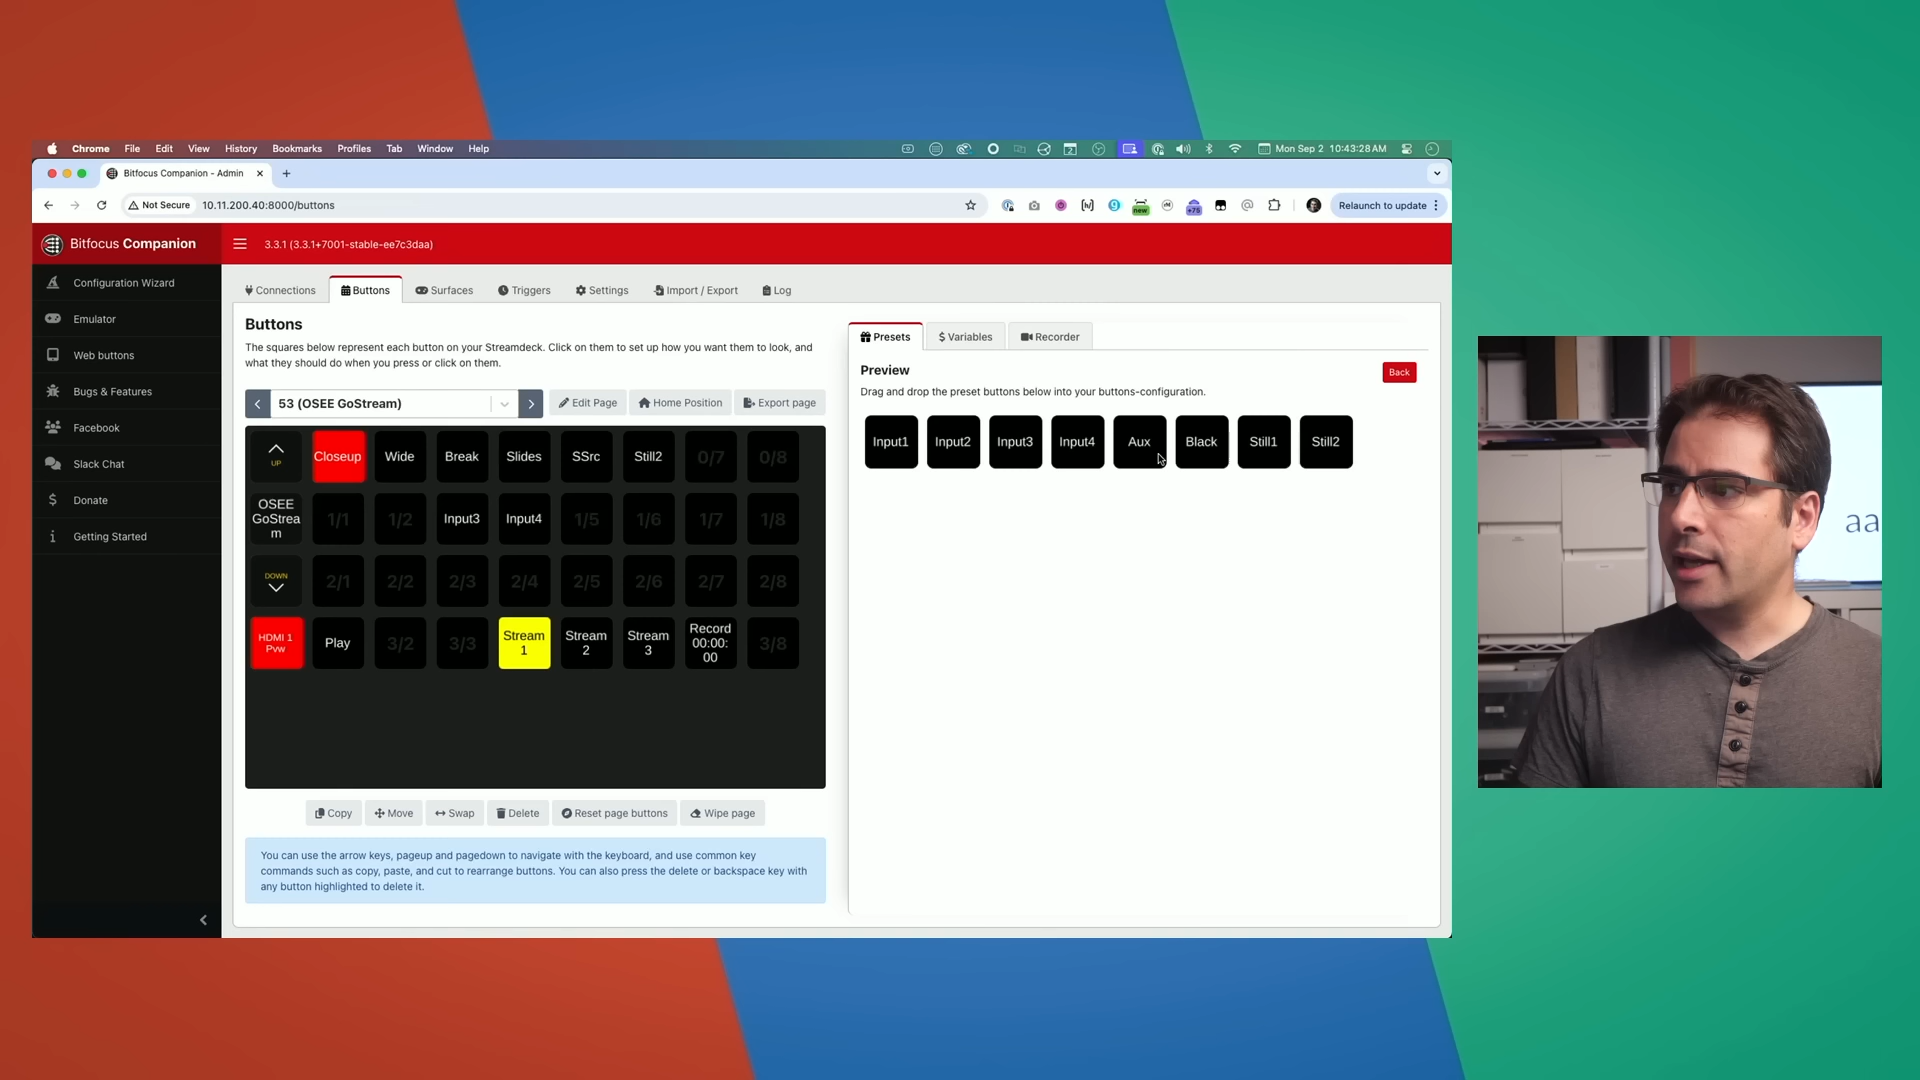 Chrome File Edit View History Bookmarks Profiles Tab Window Help
Mon Sep 2 10:43:28 AM
Bitfocus Companion - Admin
Not Secure 10.11.200.40:8000/buttons
new
+75
Relaunch to update
Bitfocus Companion
3.3.1 (3.3.1+7001-stable-ee7c3daa)
Configuration Wizard
Emulator
Web buttons
Bugs & Features
Facebook
Slack Chat
Donate
Getting Started
Connections Buttons Surfaces Triggers Settings Import / Export Log
Buttons
The squares below represent each button on your Streamdeck. Click on them to set up how you want them to look, and
what they should do when you press or click on them.
53 (OSEE GoStream)
Edit Page Home Position Export page
UP Closeup Wide Break Slides SSrc Still2 0/7 0/8
OSEE
GoStrea
m
1/1 1/2 Input3 Input4 1/5 1/6 1/7 1/8
DOWN 2/1 2/2 2/3 2/4 2/5 2/6 2/7 2/8
HDMI 1
Pvw
Play 3/2 3/3
Stream
1
Stream
2
Stream
3
Record
00:00:
00
3/8
Copy Move Swap Delete Reset page buttons Wipe page
You can use the arrow keys, pageup and pagedown to navigate with the keyboard, and use common key
commands such as copy, paste, and cut to rearrange buttons. You can also press the delete or backspace key with
any button highlighted to delete it.
Presets $ Variables Recorder
Preview
Back
Drag and drop the preset buttons below into your buttons-configuration.
Input1 Input2 Input3 Input4 Aux Black Still1 Still2
aa